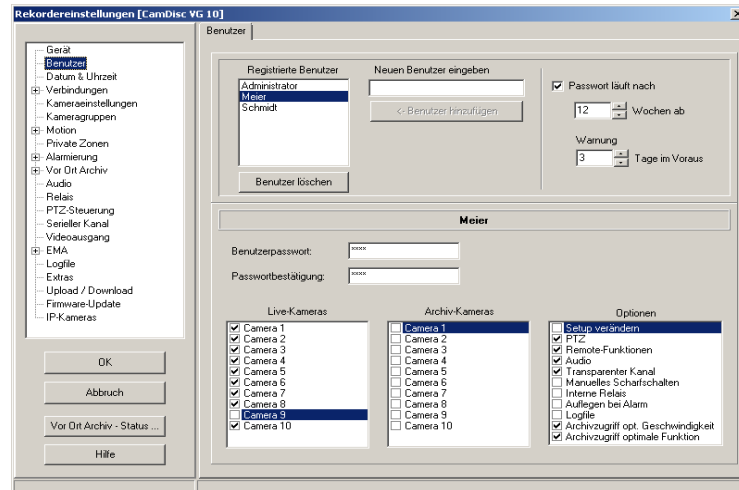 Rekordereinstellungen [CamDisc VG 10]
Benutzer
Gerät
Benutzer
Datum & Uhrzeit
Verbindungen
Kameraeinstellungen
Kameragruppen
Motion
Private Zonen
Alarmierung
Vor Ort Archiv
Audio
Relais
PTZ-Steuerung
Serieller Kanal
Videoausgang
EMA
Logfile
Extras
Upload / Download
Firmware-Update
IP-Kameras
OK
Abbruch
Vor Ort Archiv - Status ...
Hilfe
Registrierte Benutzer
Administrator
Meier
Schmidt
Benutzer löschen
Neuen Benutzer eingeben
<- Benutzer hinzufügen
Passwort läuft nach
12 Wochen ab
Warnung
3 Tage im Voraus
Meier
Benutzerpasswort: ****
Passwortbestätigung: ****
Live-Kameras
Camera 1
Camera 2
Camera 3
Camera 4
Camera 5
Camera 6
Camera 7
Camera 8
Camera 9
Camera 10
Archiv-Kameras
Camera 1
Camera 2
Camera 3
Camera 4
Camera 5
Camera 6
Camera 7
Camera 8
Camera 9
Camera 10
Optionen
Setup verändern
PTZ
Remote-Funktionen
Audio
Transparenter Kanal
Manuelles Scharfschalten
Interne Relais
Auflegen bei Alarm
Logfile
Archivzugriff opt. Geschwindigkeit
Archivzugriff optimale Funktion